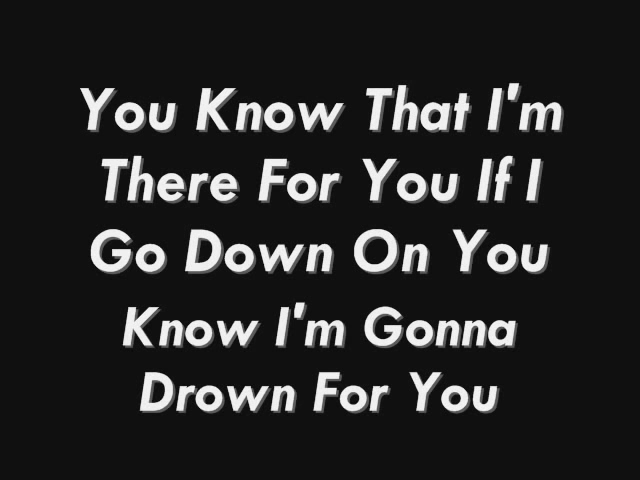 You Know That I'm
There For You If I
Go Down On You
Know I'm Gonna
Drown For You